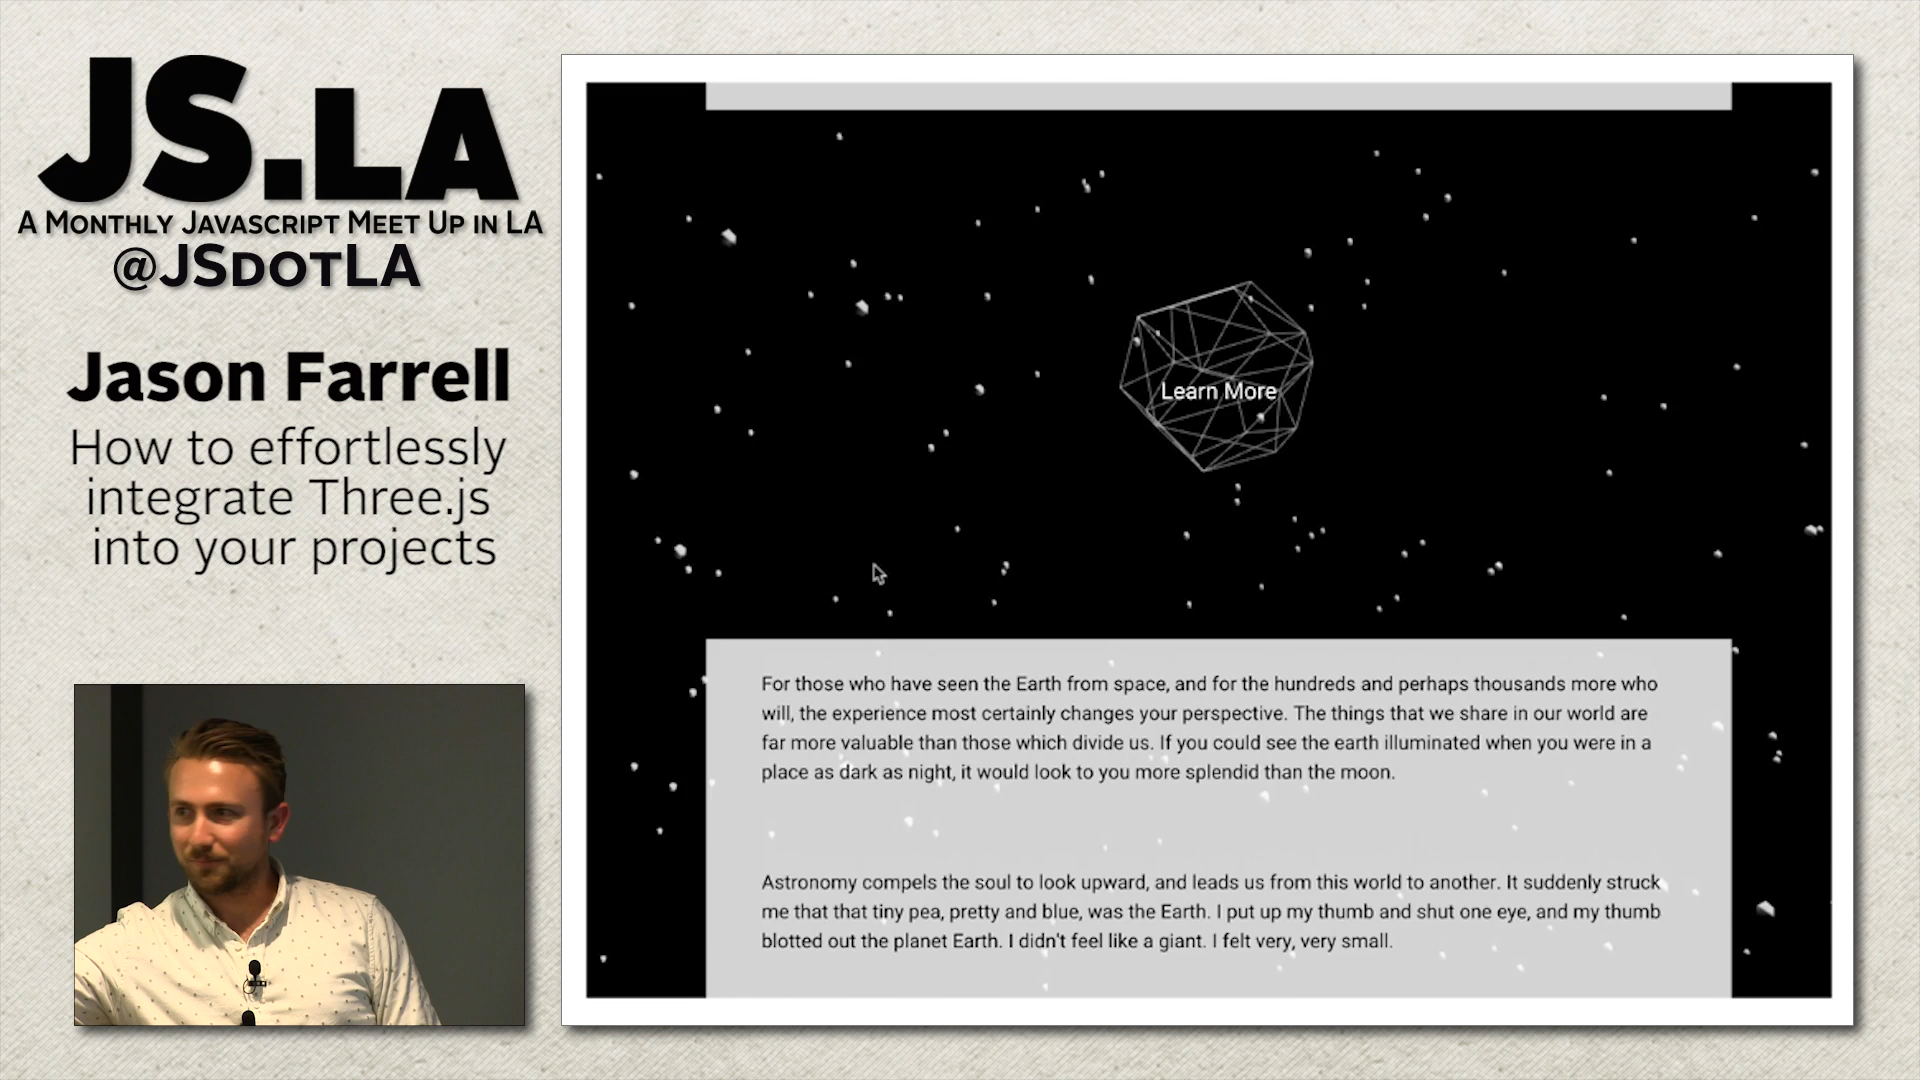 JS.LA
A Monthly Javascript Meet Up in LA
@JSdotLA
Jason Farrell
How to effortlessly
integrate Three.js
into your projects
Learn More
For those who have seen the Earth from space, and for the hundreds and perhaps thousands more who
will, the experience most certainly changes your perspective. The things that we share in our world are
far more valuable than those which divide us. If you could see the earth illuminated when you were in a
place as dark as night, it would look to you more splendid than the moon.
Astronomy compels the soul to look upward, and leads us from this world to another. It suddenly struck
me that that tiny pea, pretty and blue, was the Earth. I put up my thumb and shut one eye, and my thumb
blotted out the planet Earth. I didn't feel like a giant. I felt very, very small.